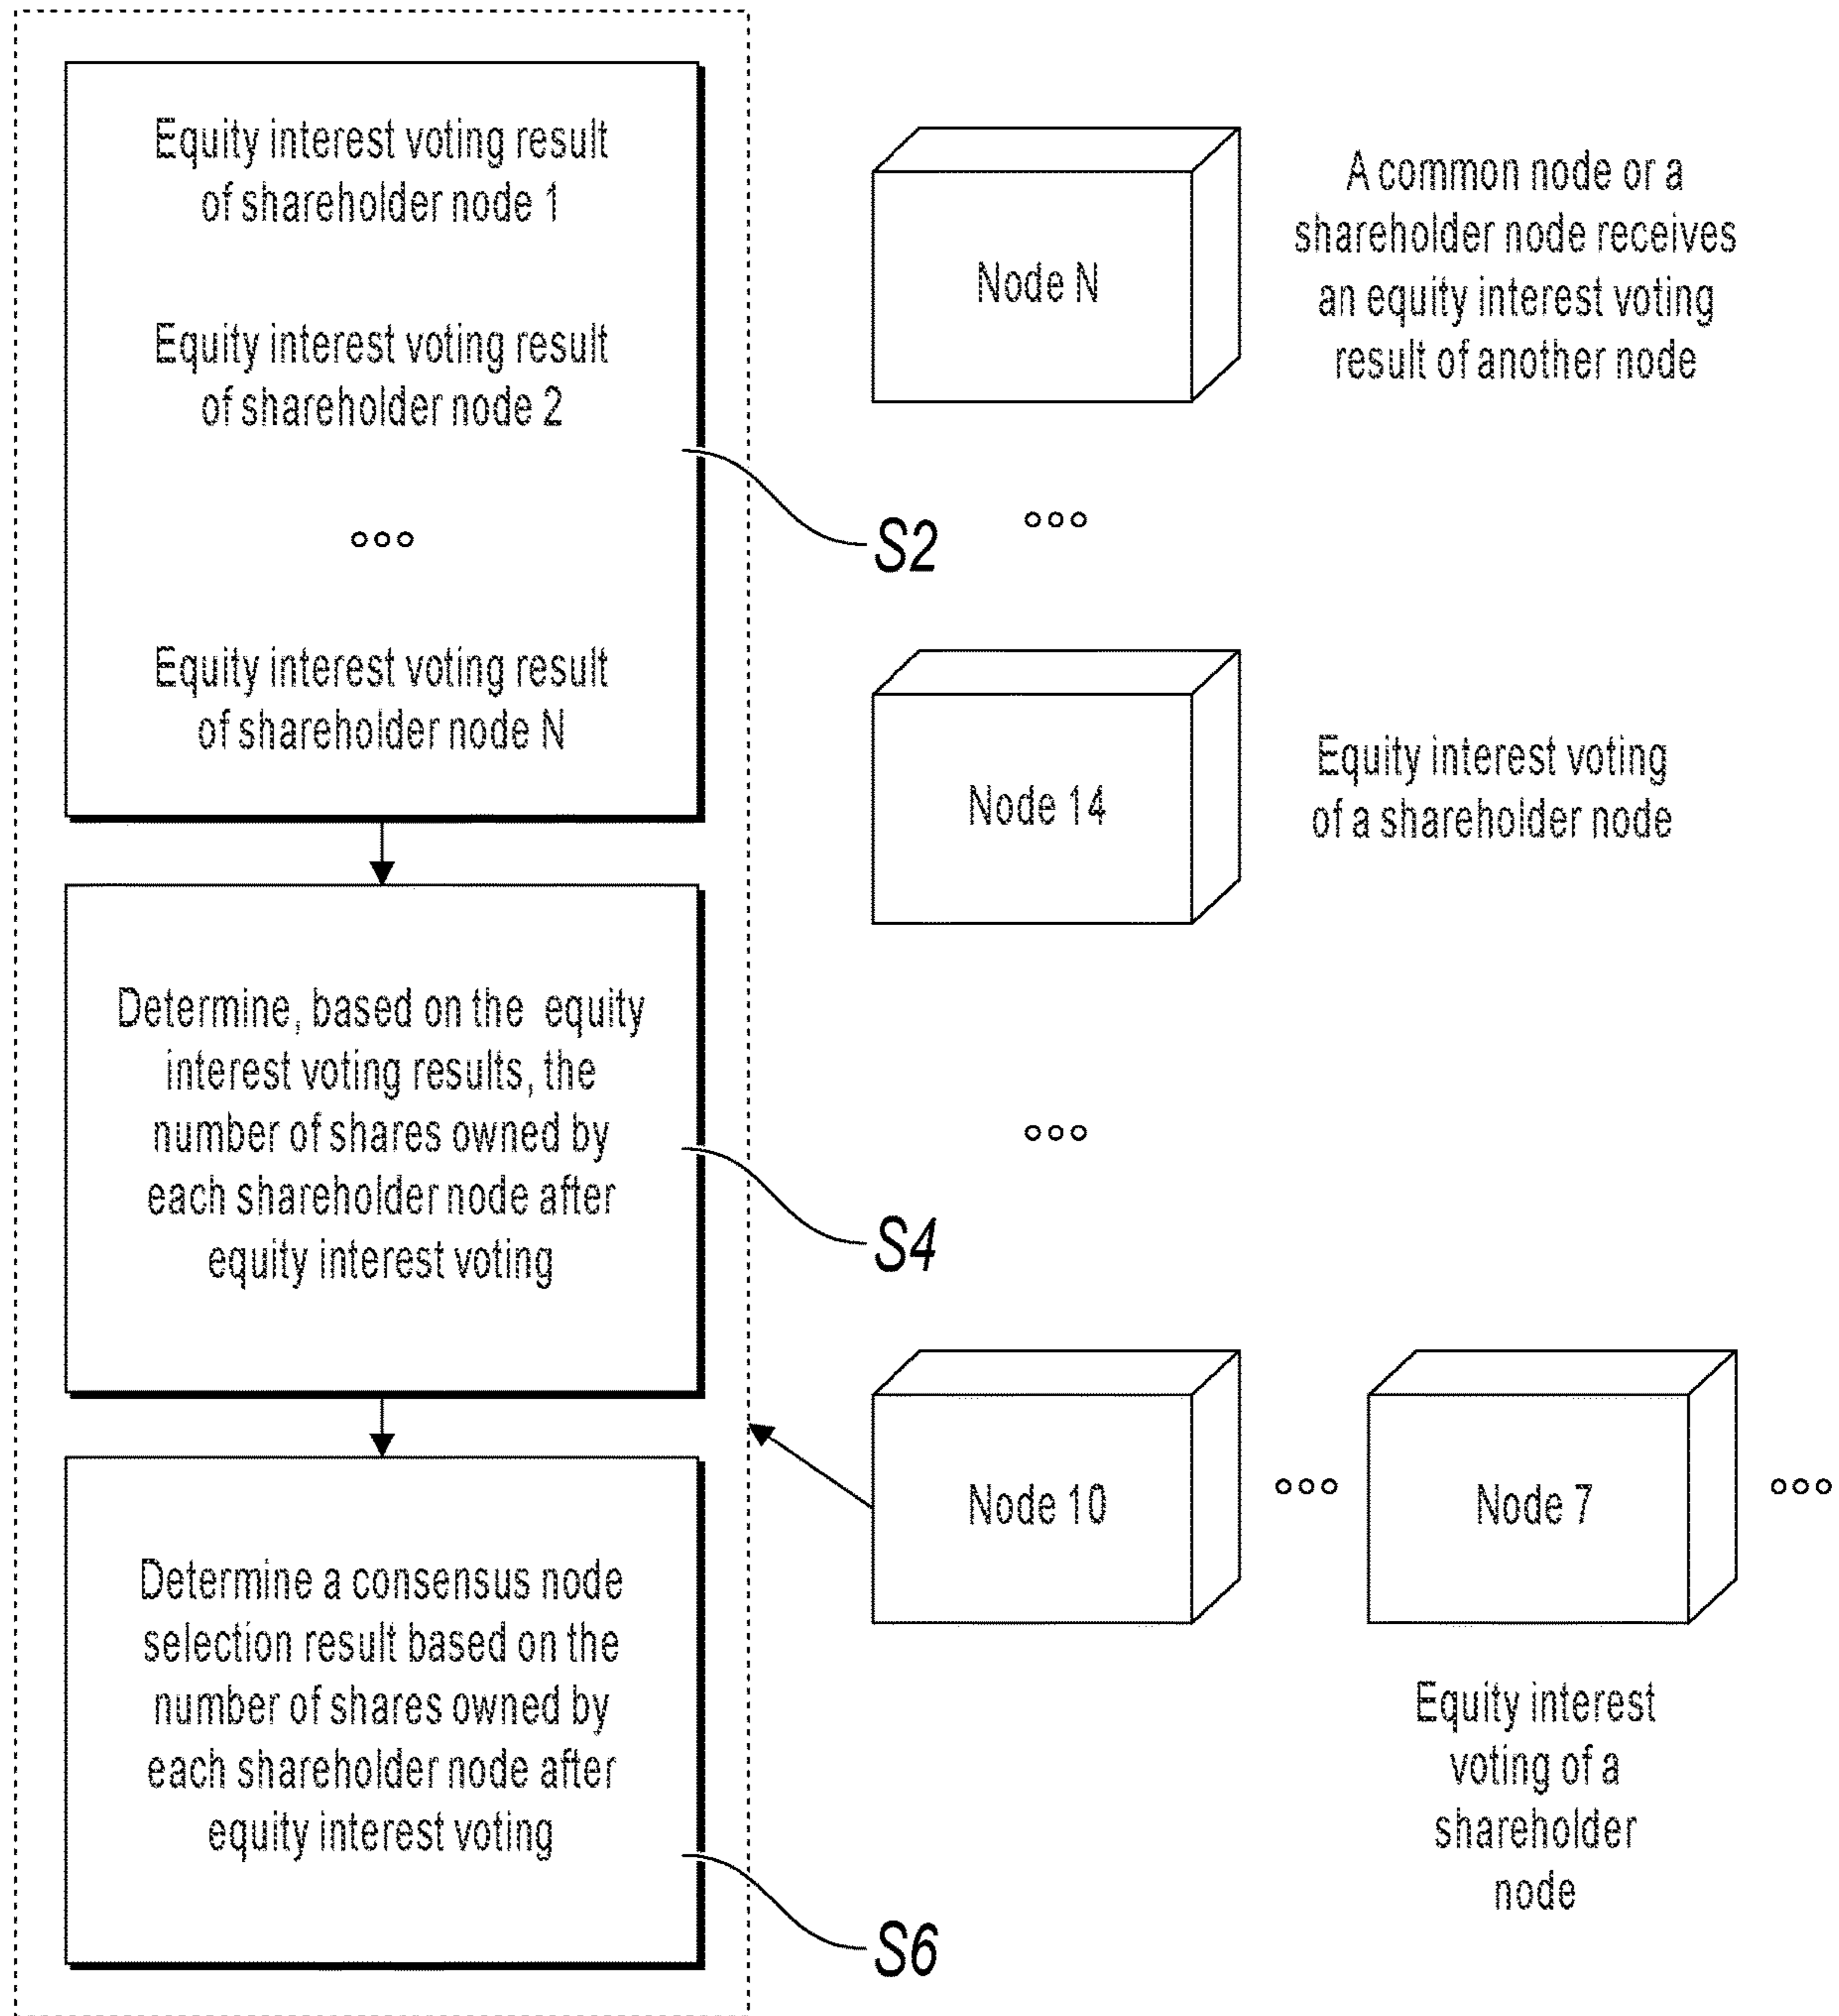 Equity interest voting result
of shareholder node 1
Equity interest voting result
of shareholder node 2
Equity interest voting result
of shareholder node N
S2
Determine, based on the equity
interest voting results, the
number of shares owned by
each shareholder node after
equity interest voting
S4
Determine a consensus node
selection result based on the
number of shares owned by
each shareholder node after
equity interest voting
S6
Node N
A common node or a
shareholder node receives
an equity interest voting
result of another node
Node 14
Equity interest voting
of a shareholder node
Node 10
Node 7
Equity interest
voting of a
shareholder
node